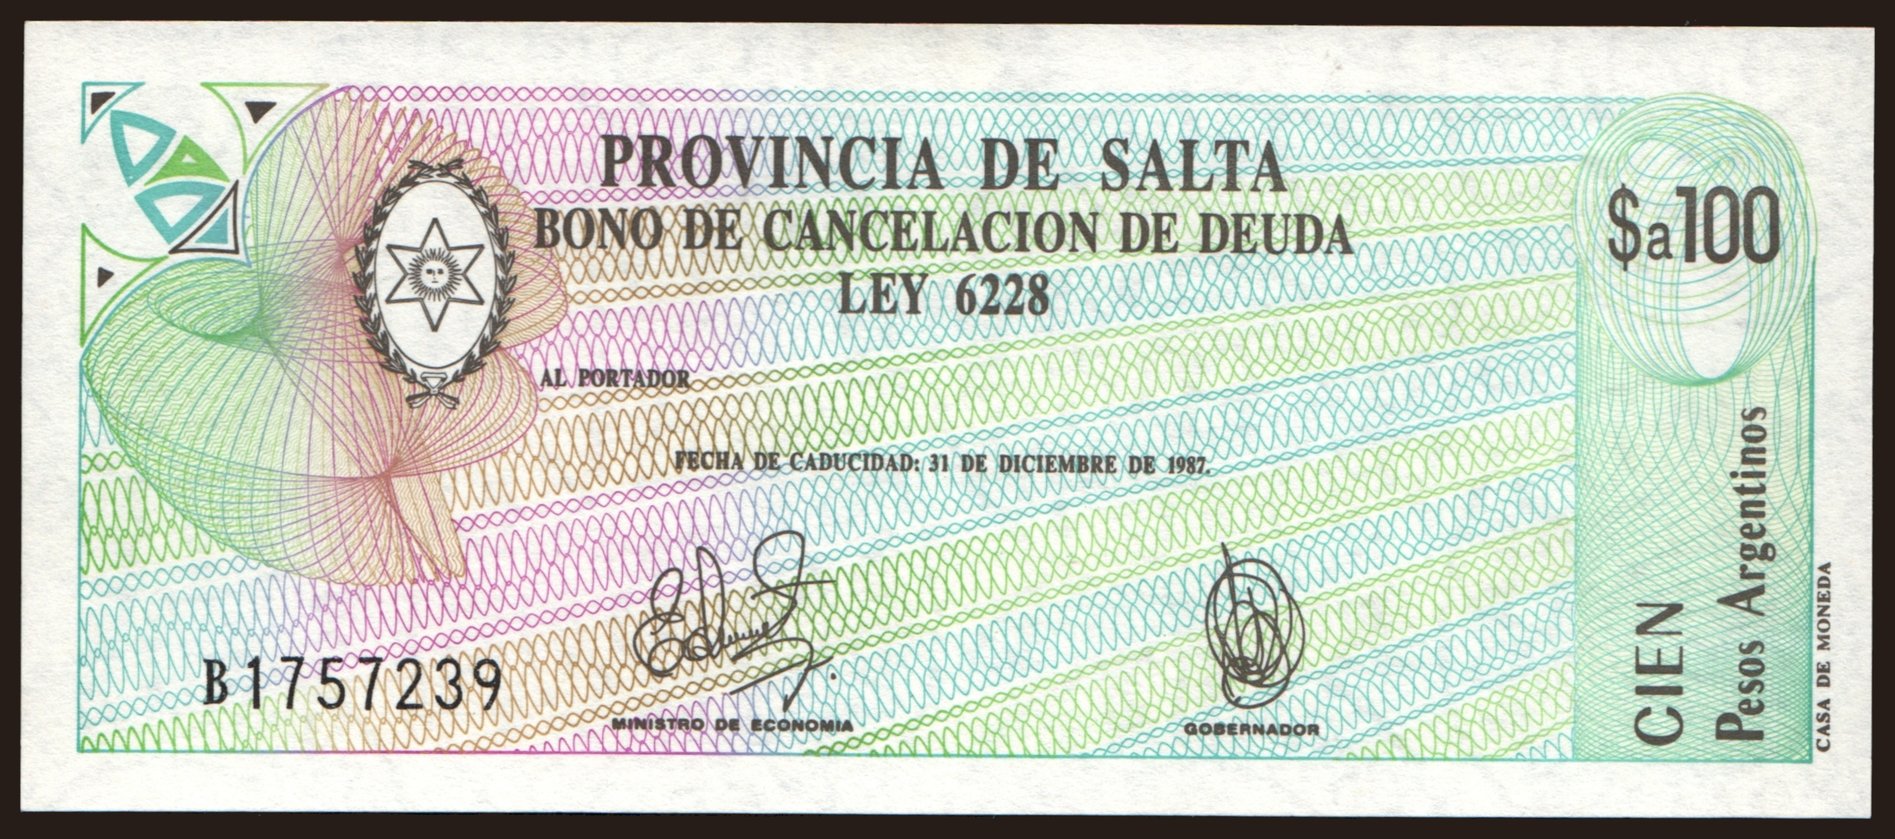 PROVINCIA DE SALTA
BONO DE CANCELACION DE DEUDA
LEY 6228
$a100
AL PORTADOR
FECHA DE CADUCIDAD: 31 DE DICIEMBRE DE 1987.
B1757239
MINISTRO DE ECONOMIA
GOBERNADOR
CIEN
Pesos Argentinos
CASA DE MONEDA